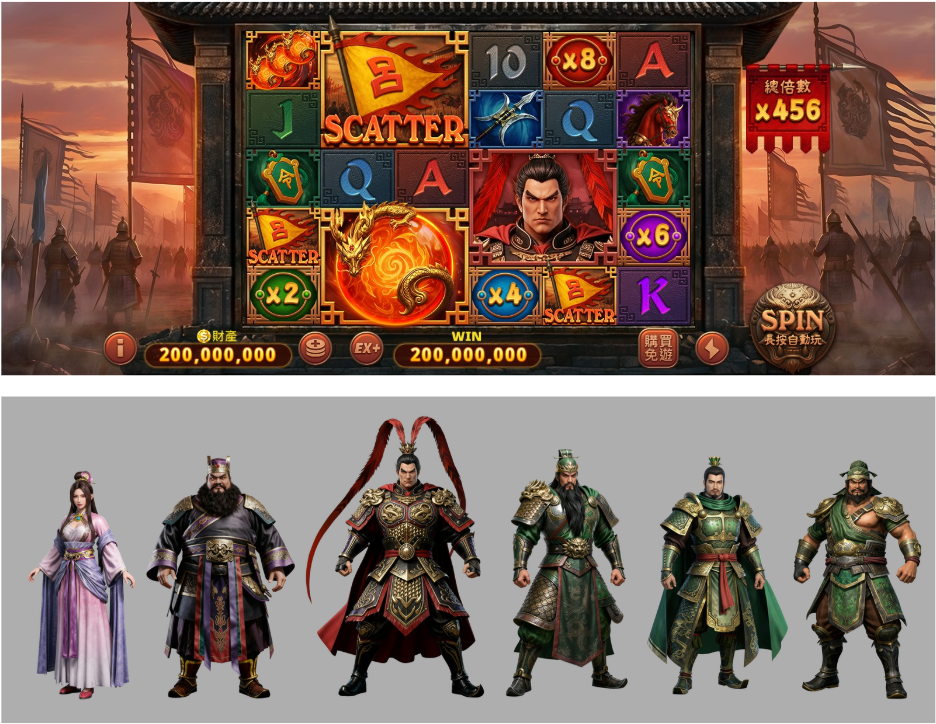 呂
SCATTER
10
x8
A
J
Q
總倍數
x456
Q
A
呂
SCATTER
x6
x2
x4
呂
SCATTER
K
財產
200,000,000
EX+
WIN
200,000,000
購買
免遊
SPIN
長按自動玩